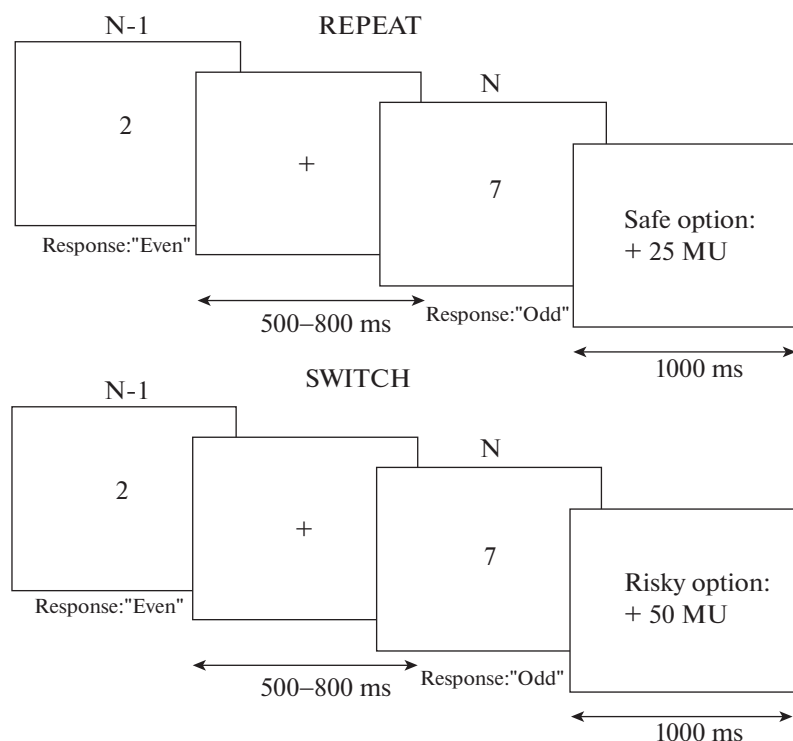 REPEAT
N-1
2
Response:"Even"
+
500–800 ms
N
7
Response:"Odd"
Safe option:
+ 25 MU
1000 ms
SWITCH
N-1
2
Response:"Even"
+
500–800 ms
N
7
Response:"Odd"
Risky option:
+ 50 MU
1000 ms